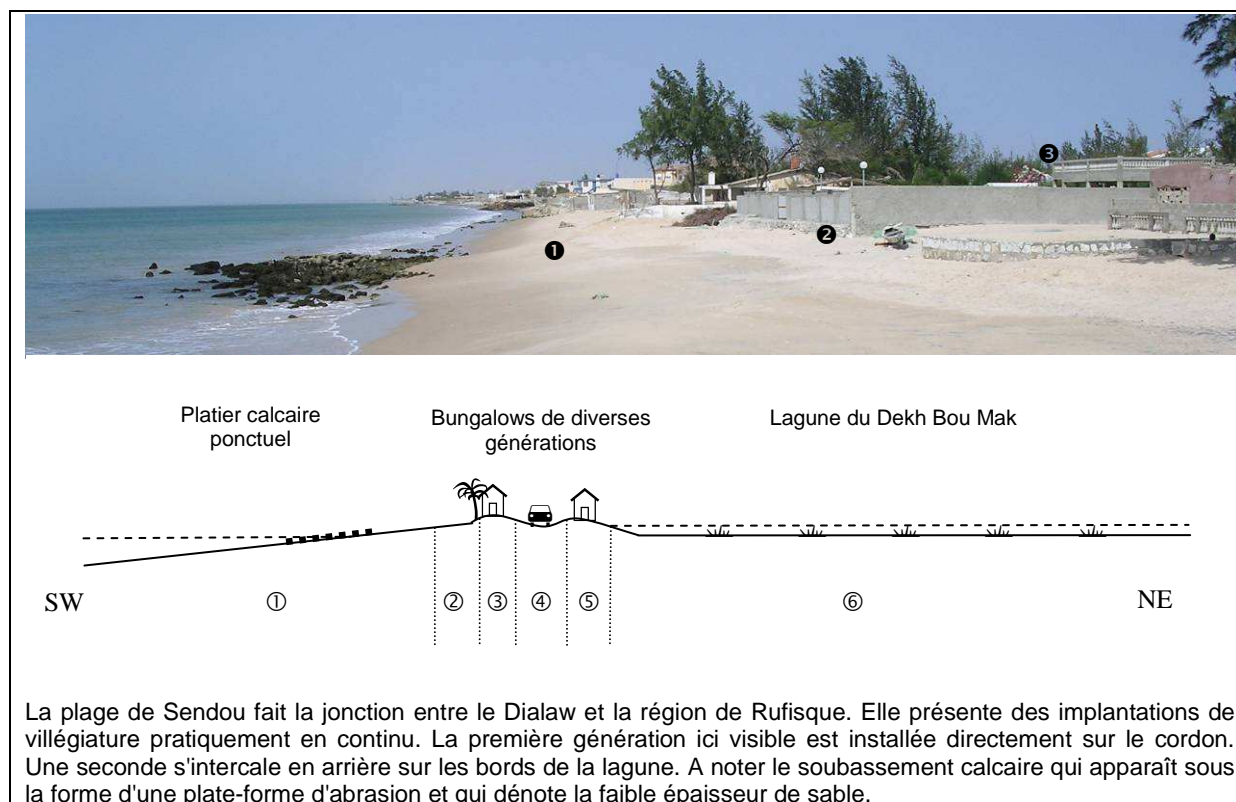 ❶
❷
❸
Platier calcaire
ponctuel
Bungalows de diverses
générations
Lagune du Dekh Bou Mak
SW ① ② ③ ④ ⑤ ⑥ NE
La plage de Sendou fait la jonction entre le Dialaw et la région de Rufisque. Elle présente des implantations de
villégiature pratiquement en continu. La première génération ici visible est installée directement sur le cordon.
Une seconde s'intercale en arrière sur les bords de la lagune. A noter le soubassement calcaire qui apparaît sous
la forme d'une plate-forme d'abrasion et qui dénote la faible épaisseur de sable.